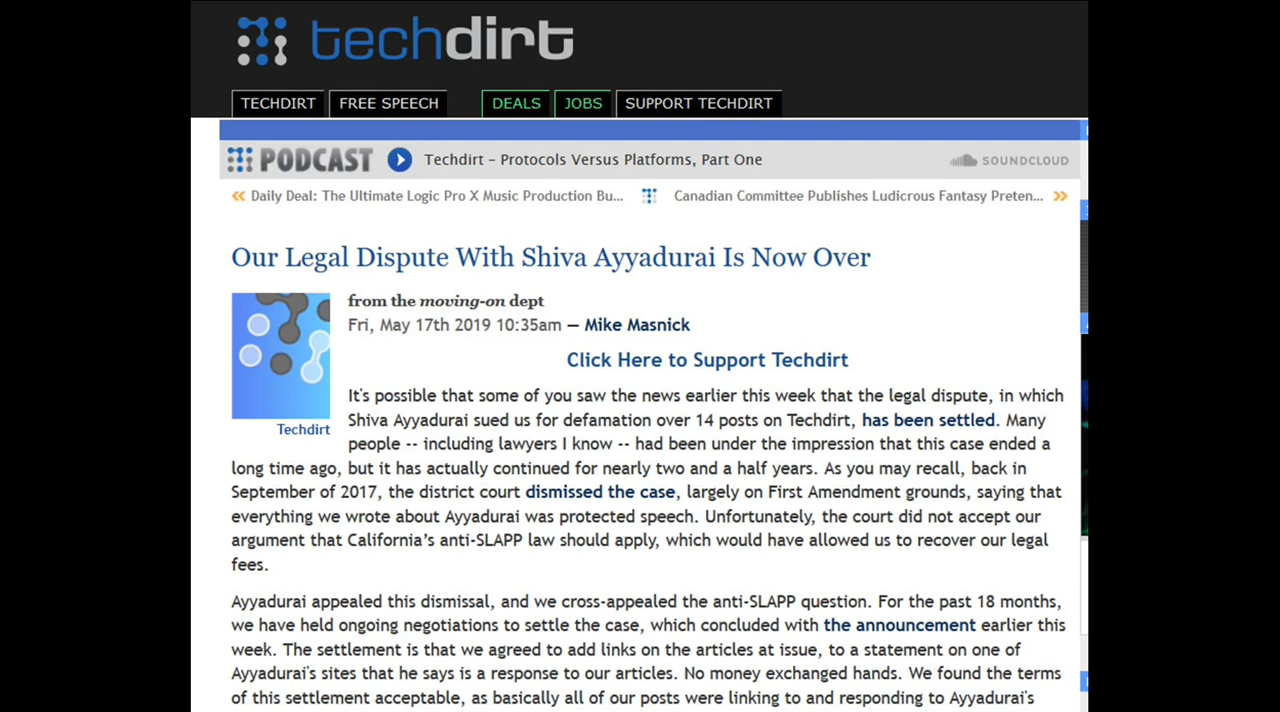 techdirt
TECHDIRT FREE SPEECH DEALS JOBS SUPPORT TECHDIRT
PODCAST Techdirt – Protocols Versus Platforms, Part One SOUNDCLOUD
Daily Deal: The Ultimate Logic Pro X Music Production Bu... Canadian Committee Publishes Ludicrous Fantasy Preten...
Our Legal Dispute With Shiva Ayyadurai Is Now Over
from the moving-on dept
Fri, May 17th 2019 10:35am — Mike Masnick
Click Here to Support Techdirt
Techdirt
It's possible that some of you saw the news earlier this week that the legal dispute, in which
Shiva Ayyadurai sued us for defamation over 14 posts on Techdirt, has been settled. Many
people -- including lawyers I know -- had been under the impression that this case ended a
long time ago, but it has actually continued for nearly two and a half years. As you may recall, back in
September of 2017, the district court dismissed the case, largely on First Amendment grounds, saying that
everything we wrote about Ayyadurai was protected speech. Unfortunately, the court did not accept our
argument that California’s anti-SLAPP law should apply, which would have allowed us to recover our legal
fees.
Ayyadurai appealed this dismissal, and we cross-appealed the anti-SLAPP question. For the past 18 months,
we have held ongoing negotiations to settle the case, which concluded with the announcement earlier this
week. The settlement is that we agreed to add links on the articles at issue, to a statement on one of
Ayyadurai's sites that he says is a response to our articles. No money exchanged hands. We found the terms
of this settlement acceptable, as basically all of our posts were linking to and responding to Ayyadurai's